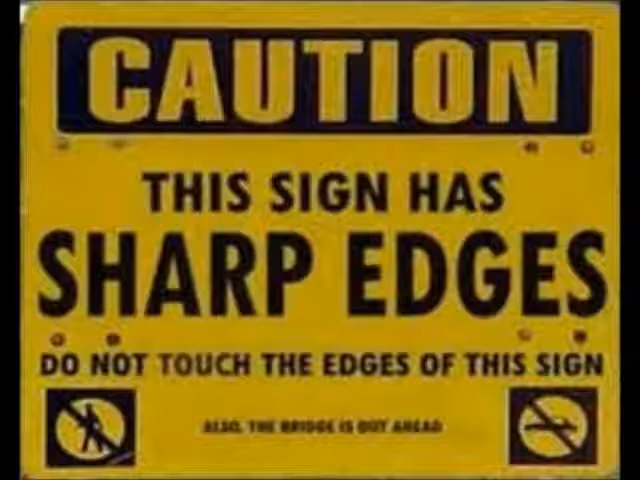 CAUTION
THIS SIGN HAS
SHARP EDGES
DO NOT TOUCH THE EDGES OF THIS SIGN
ALSO, THE BRIDGE IS OUT AHEAD